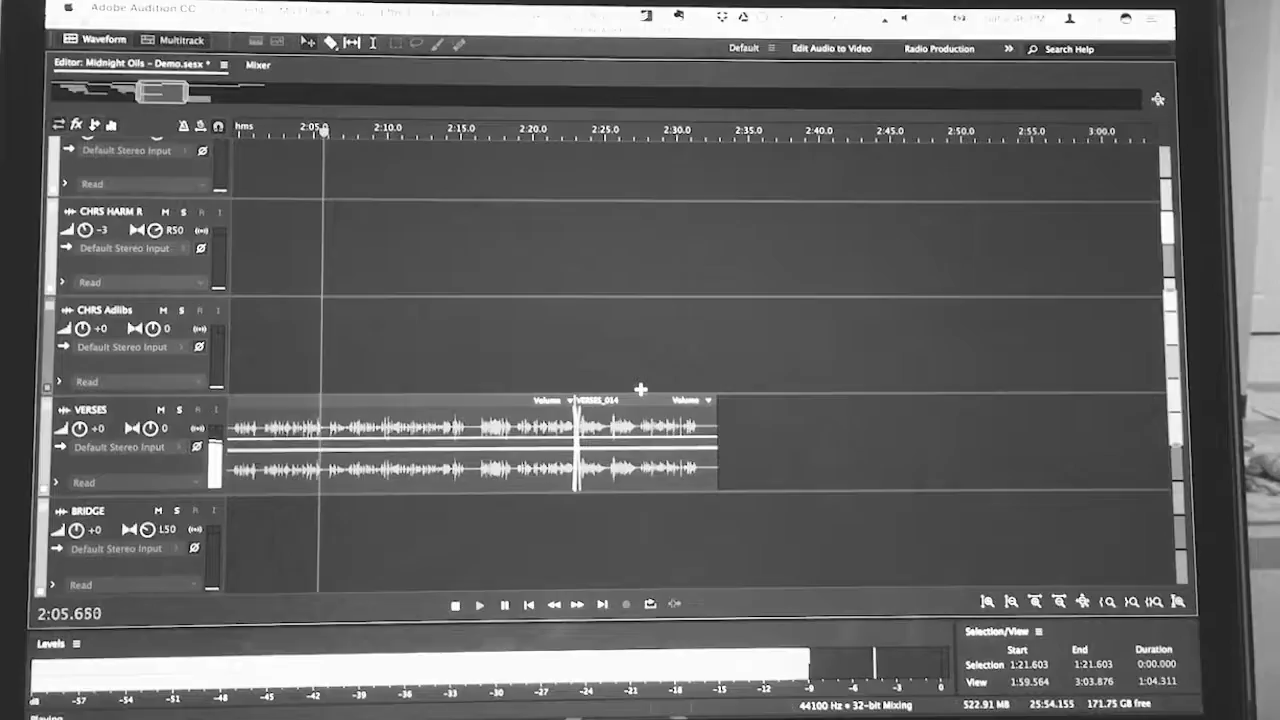 Adobe Audition CC
Waveform Multitrack Default Edit Audio to Video Radio Production Search Help
Editor: Midnight Oils - Demo.sesx * Mixer
hms 2:05.0 2:10.0 2:15.0 2:20.0 2:25.0 2:30.0 2:35.0 2:40.0 2:45.0 2:50.0 2:55.0 3:00.0
Default Stereo Input
Read
CHRS HARM R M S R I
-3 R50
Default Stereo Input
Read
CHRS Adlibs M S R I
+0 0
Default Stereo Input
Read
VERSES M S R I Volume VERSES_014 Volume
+0 0
Default Stereo Input
Read
BRIDGE M S R I
+0 L50
Default Stereo Input
Read
2:05.650
Levels
dB -57 -54 -51 -48 -45 -42 -39 -36 -33 -30 -27 -24 -21 -18 -15 -12 -9 -6 -3 0
Selection/View
Start End Duration
Selection 1:21.603 1:21.603 0:00.000
View 1:59.564 3:03.876 1:04.311
Playing 44100 Hz • 32-bit Mixing 522.91 MB 25:54.155 171.75 GB free